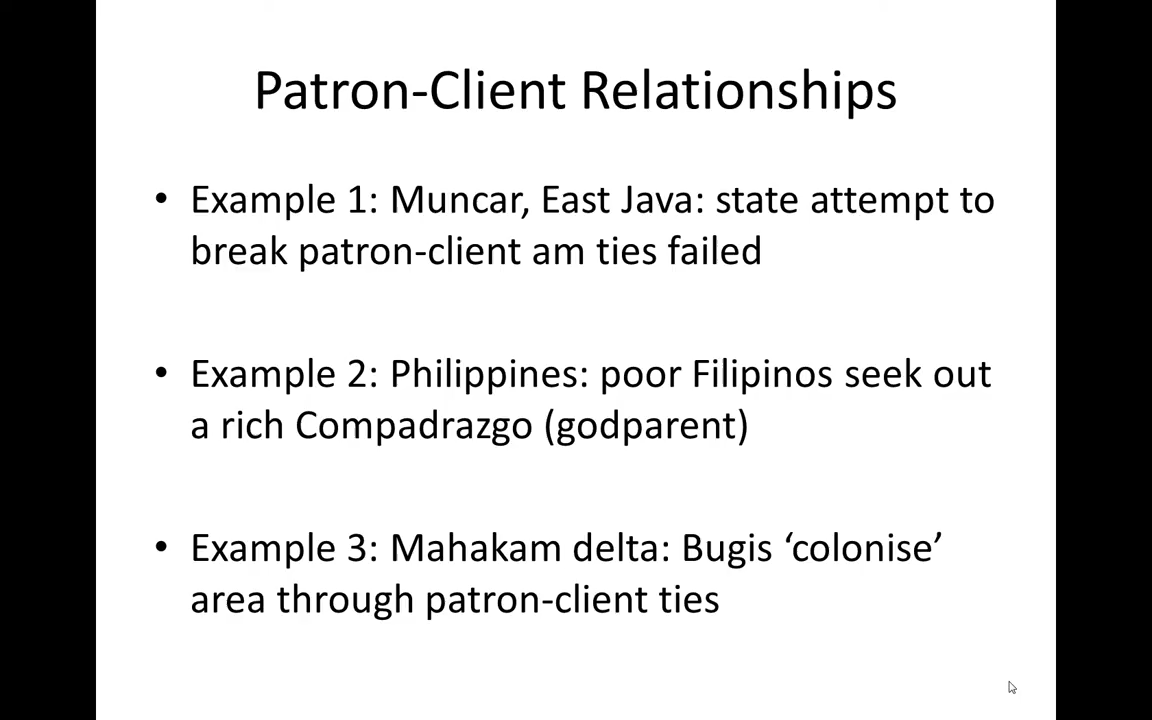 Patron-Client Relationships
• Example 1: Muncar, East Java: state attempt to
break patron-client am ties failed
• Example 2: Philippines: poor Filipinos seek out
a rich Compadrazgo (godparent)
• Example 3: Mahakam delta: Bugis ‘colonise’
area through patron-client ties